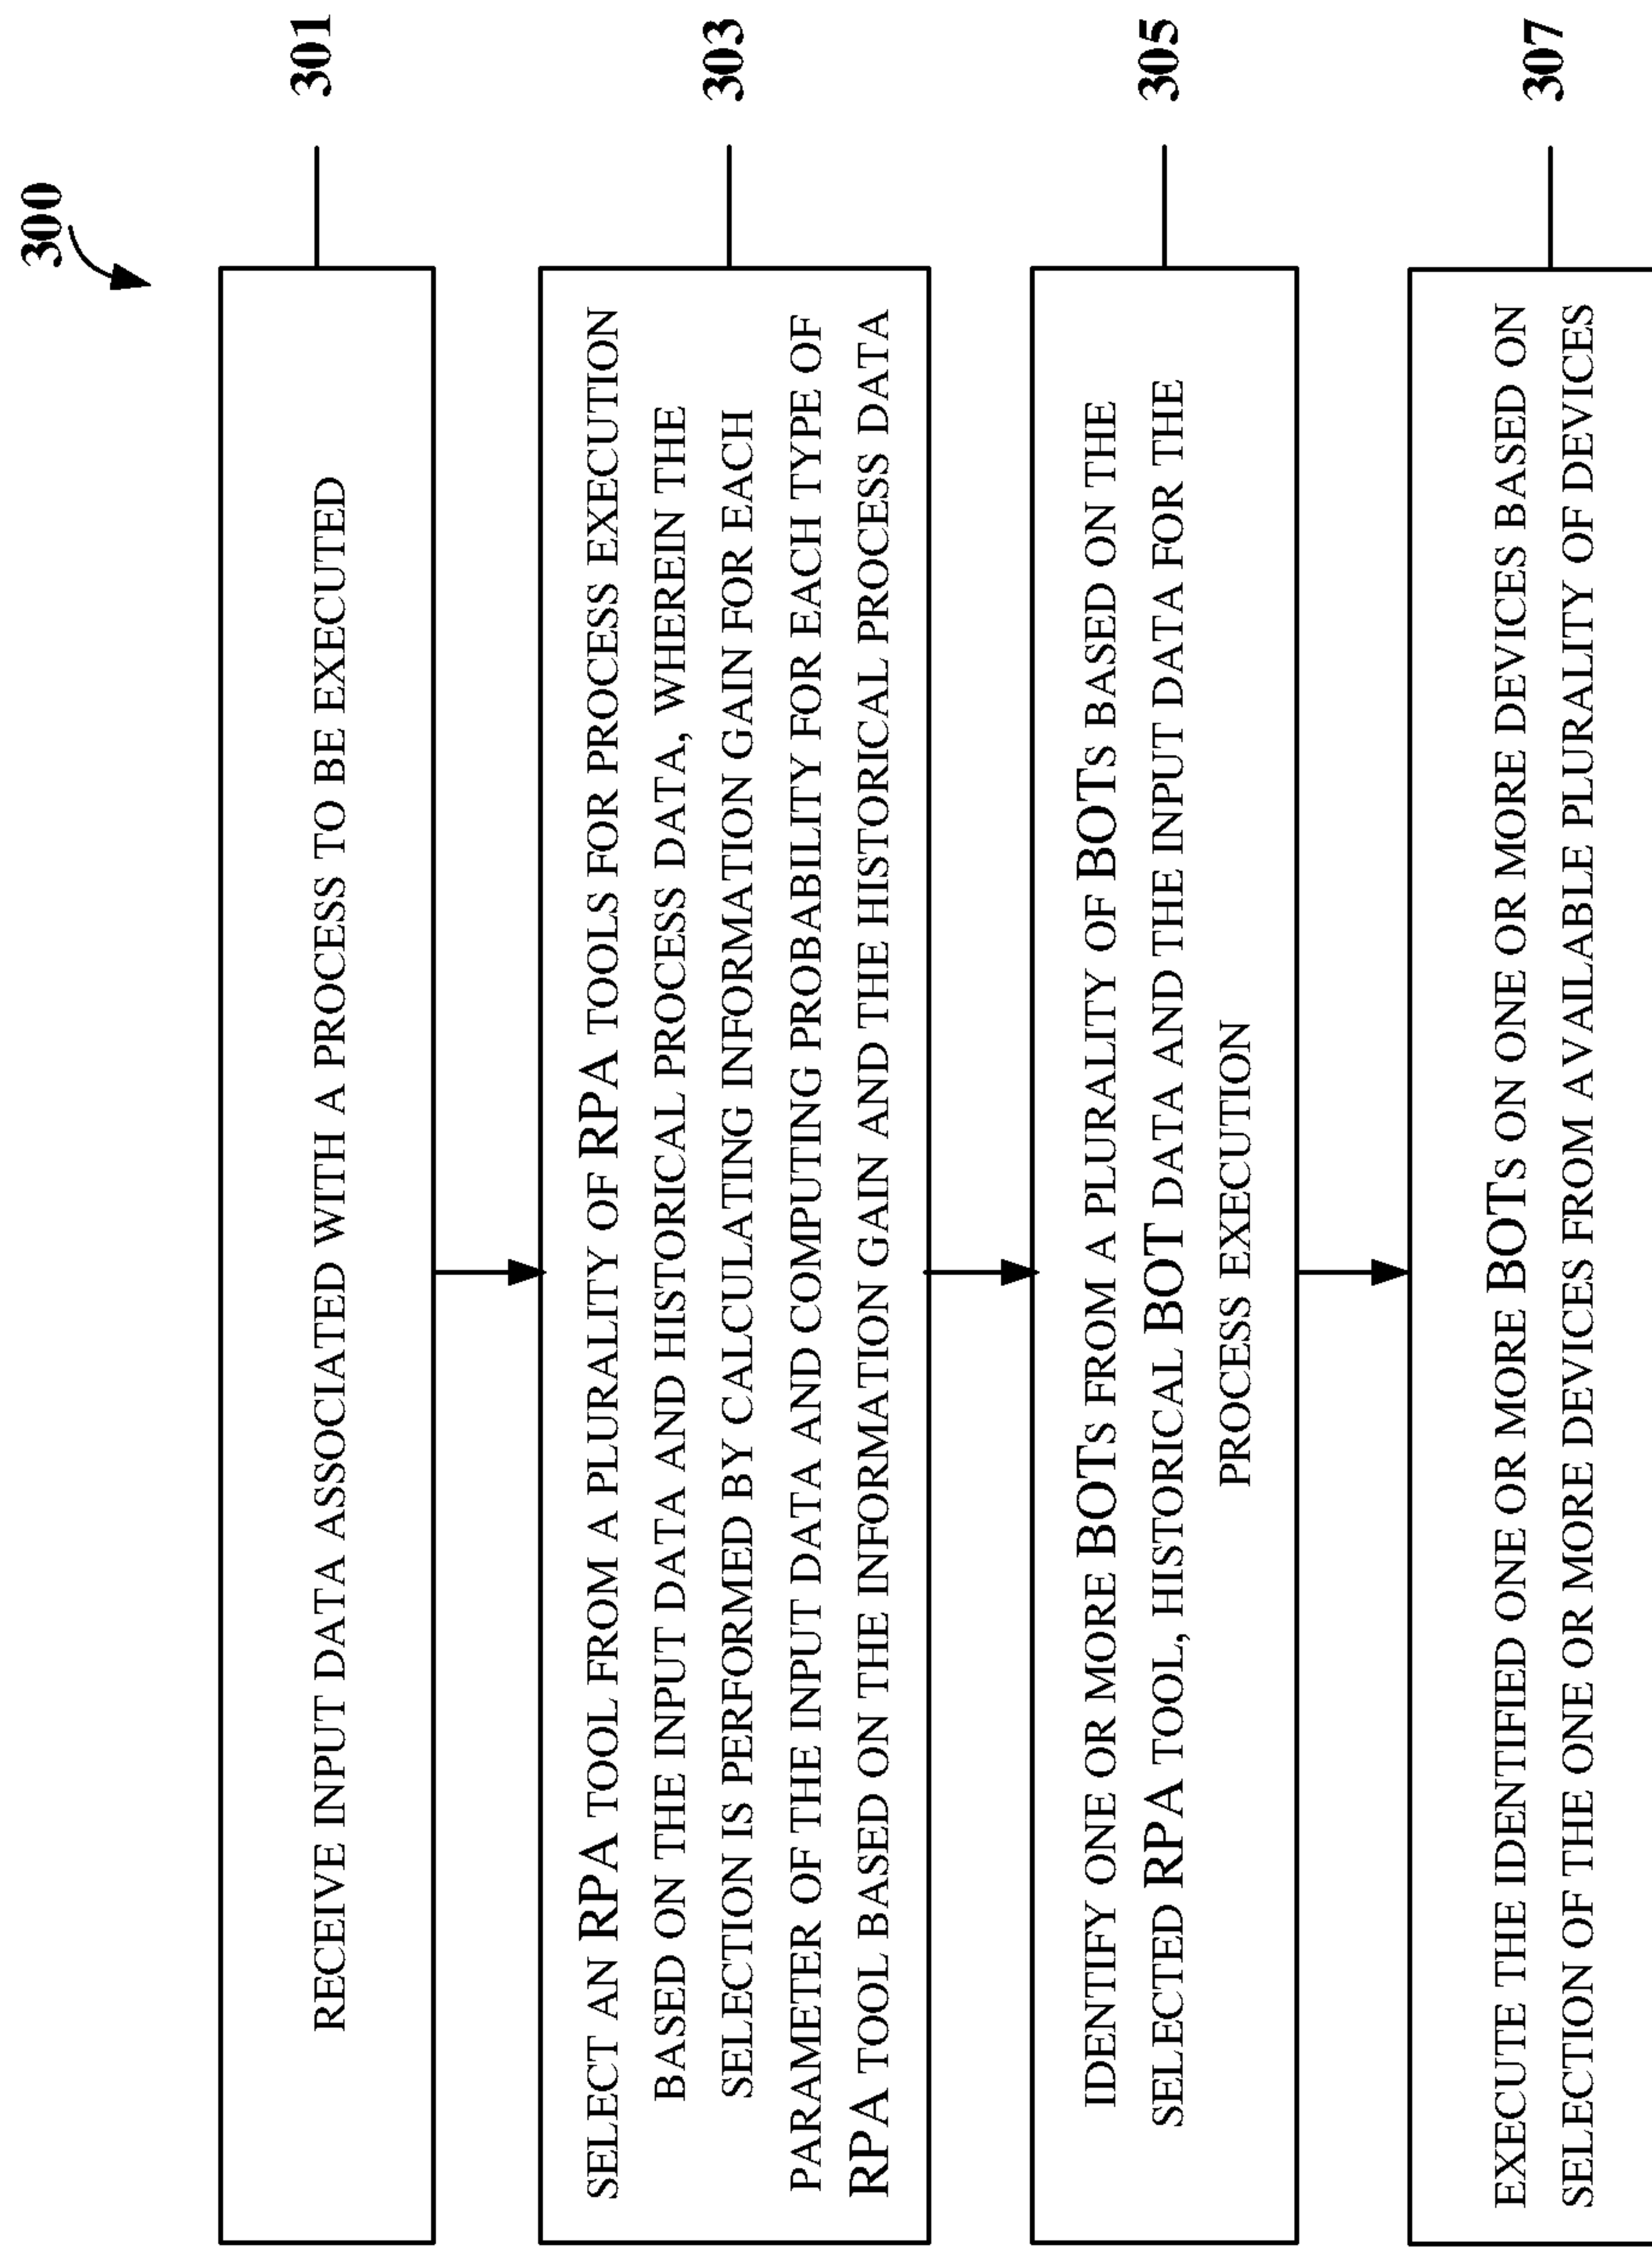 300
RECEIVE INPUT DATA ASSOCIATED WITH A PROCESS TO BE EXECUTED
301
SELECT AN RPA TOOL FROM A PLURALITY OF RPA TOOLS FOR PROCESS EXECUTION
BASED ON THE INPUT DATA AND HISTORICAL PROCESS DATA, WHEREIN THE
SELECTION IS PERFORMED BY CALCULATING INFORMATION GAIN FOR EACH
PARAMETER OF THE INPUT DATA AND COMPUTING PROBABILITY FOR EACH TYPE OF
RPA TOOL BASED ON THE INFORMATION GAIN AND THE HISTORICAL PROCESS DATA
303
IDENTIFY ONE OR MORE BOTS FROM A PLURALITY OF BOTS BASED ON THE
SELECTED RPA TOOL, HISTORICAL BOT DATA AND THE INPUT DATA FOR THE
PROCESS EXECUTION
305
EXECUTE THE IDENTIFIED ONE OR MORE BOTS ON ONE OR MORE DEVICES BASED ON
SELECTION OF THE ONE OR MORE DEVICES FROM AVAILABLE PLURALITY OF DEVICES
307